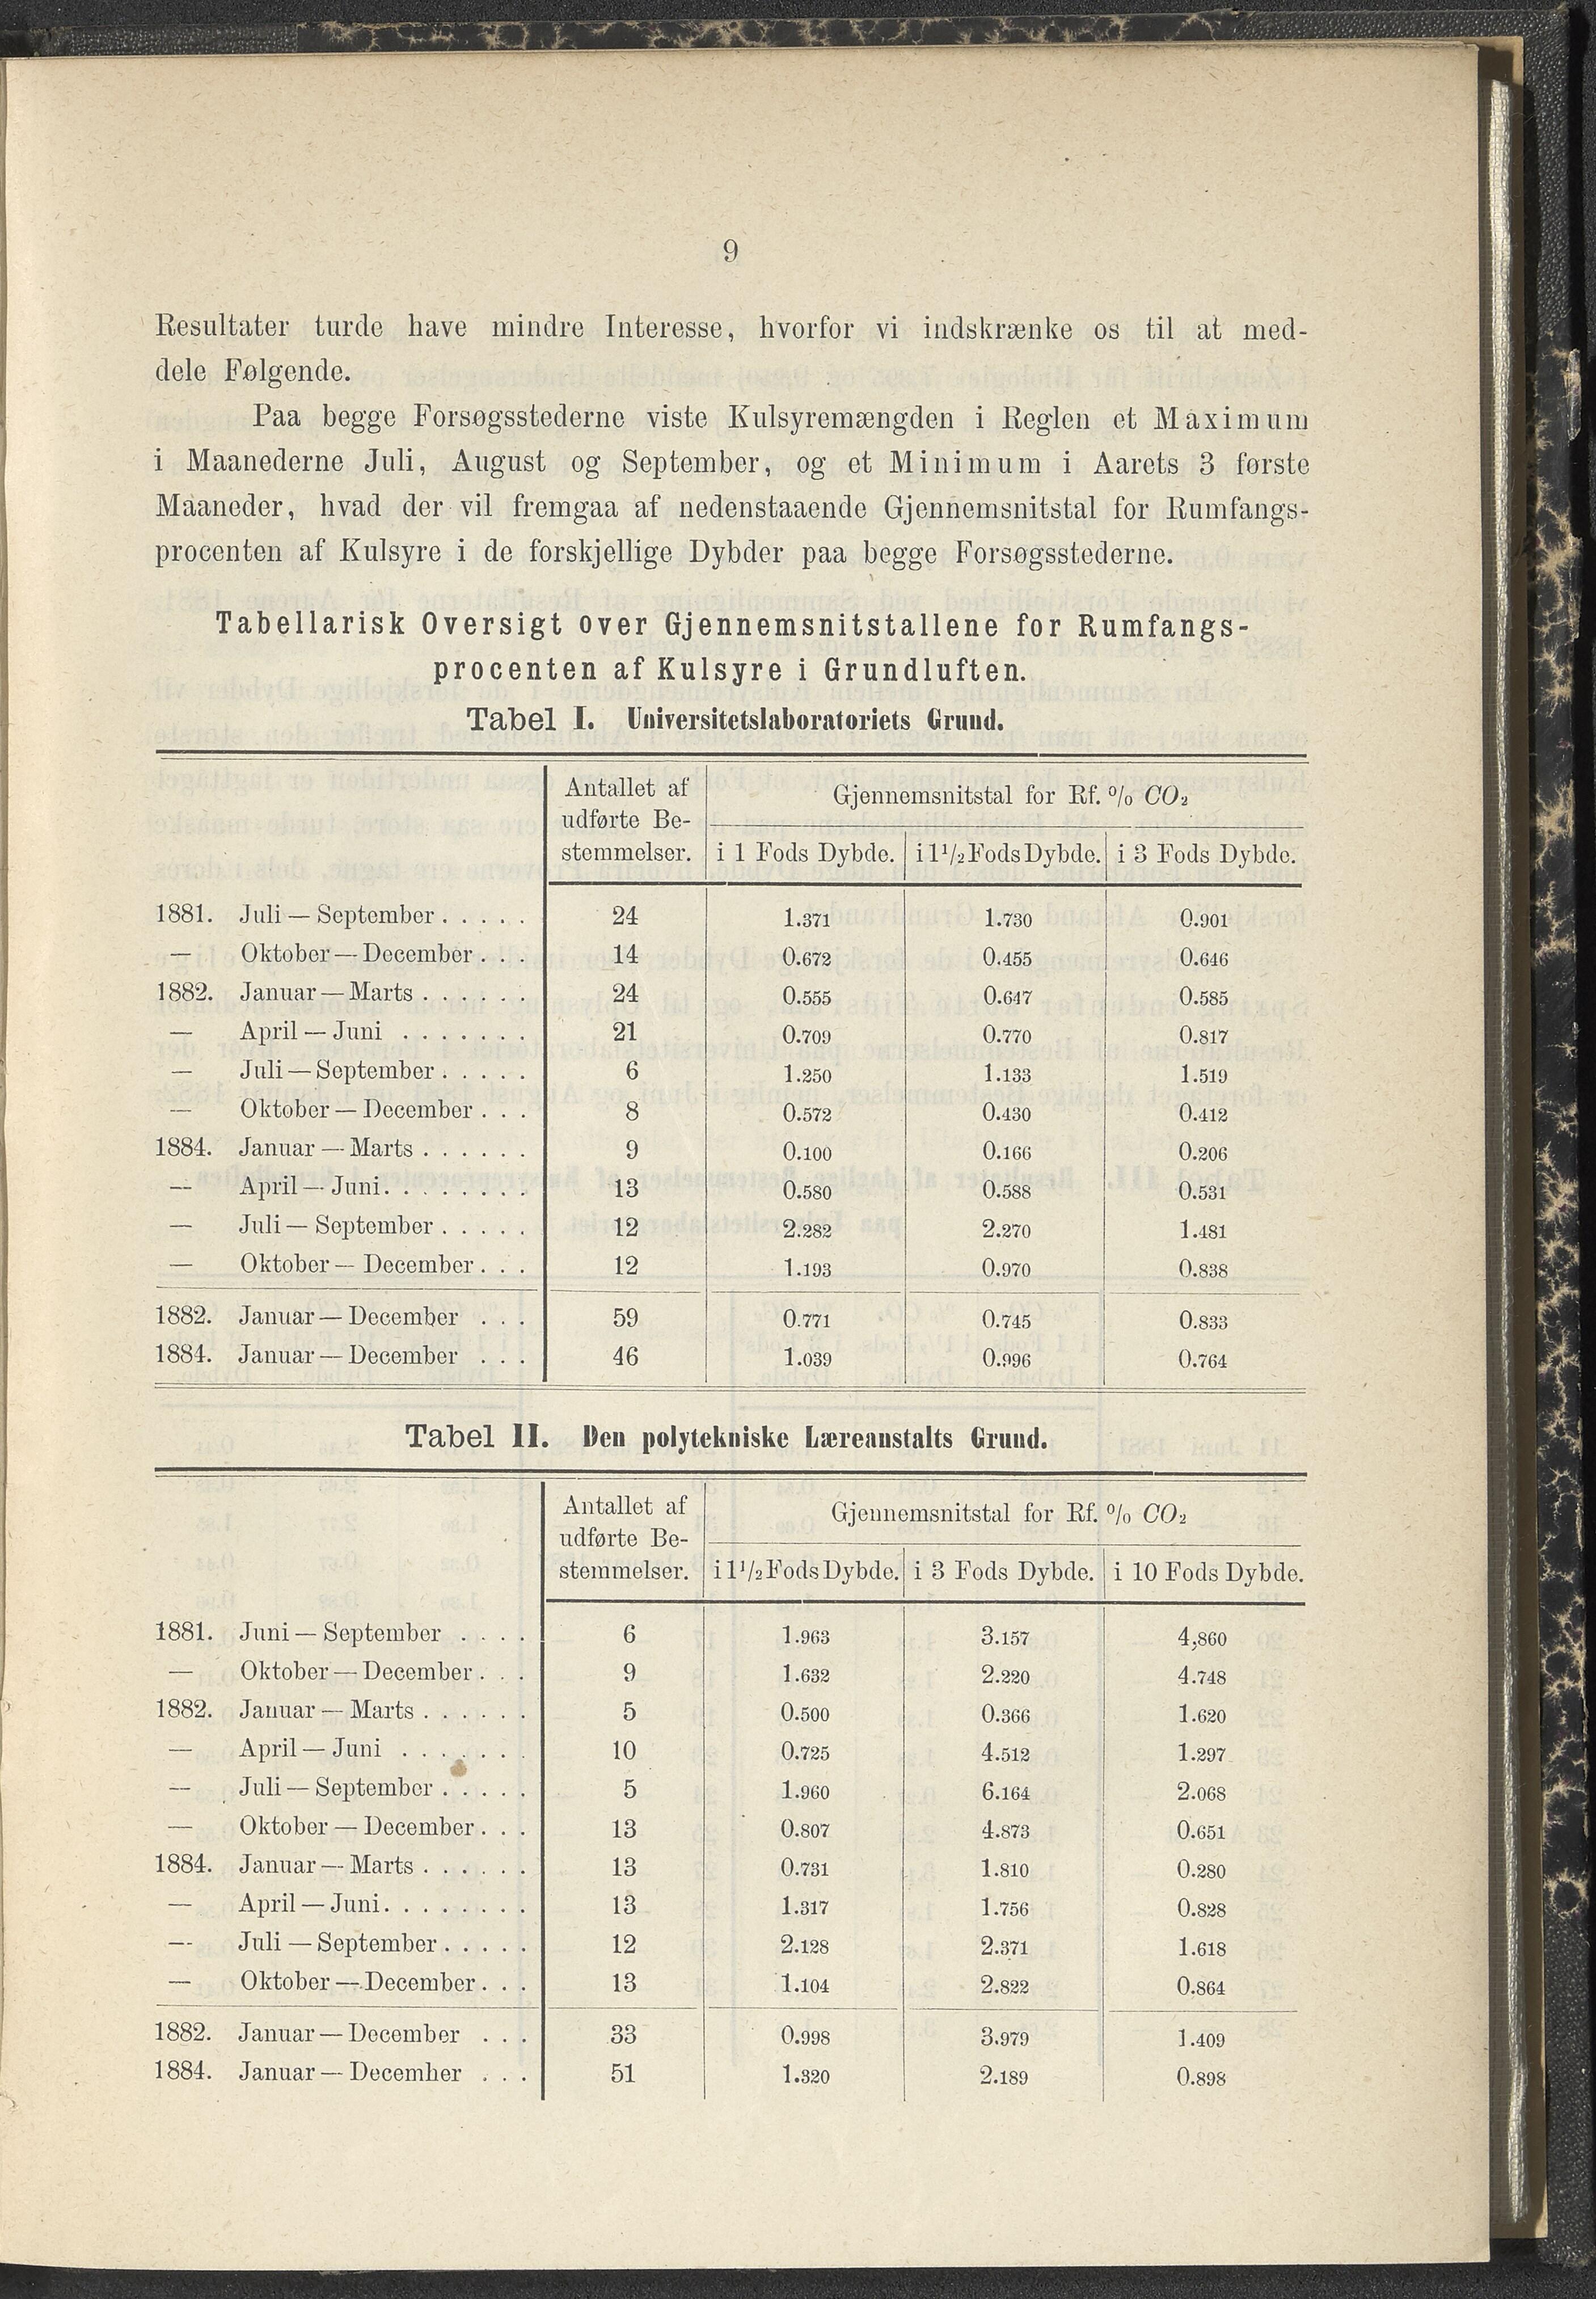 9
Resultater turde have mindre Interesse, hvorfor vi indskrænke os til at med-
dele Følgende.
Paa begge Forsøgsstederne viste Kulsyremængden i Reglen et Maximum
i Maanederne Juli, August og September, og et Minimum i Aarets 3 første
Maaneder, hvad der vil fremgaa af nedenstaaende Gjennemsnitstal for Rumfangs-
procenten af Kulsyre i de forskjellige Dybder paa begge Forsøgsstederne.
Tabellarisk Oversigt over Gjennemsnitstallene for Rumfangs-
procenten af Kulsyre i Grundluften.
Tabel I. Universitetslaboratoriets Grund.
Antallet af
udførte Be-
stemmelser.
Gjennemsnitstal for Rf. % CO₂
i 1 Fods Dybde. i 1¹/₂ Fods Dybde. i 3 Fods Dybde.
1881. Juli — September . . . . . 24 1.371 1.730 0.901
— Oktober — December . . . 14 0.672 0.455 0.646
1882. Januar — Marts . . . . . . 24 0.555 0.647 0.585
— April — Juni . . . . . . . 21 0.709 0.770 0.817
— Juli — September . . . . . 6 1.250 1.133 1.519
— Oktober — December . . . 8 0.572 0.430 0.412
1884. Januar — Marts . . . . . . 9 0.100 0.166 0.206
— April — Juni . . . . . . . . 13 0.580 0.588 0.531
— Juli — September . . . . . 12 2.282 2.270 1.481
— Oktober — December . . . 12 1.193 0.970 0.838
1882. Januar — December . . . 59 0.771 0.745 0.833
1884. Januar — December . . . 46 1.039 0.996 0.764
Tabel II. Den polytekniske Læreanstalts Grund.
Antallet af
udførte Be-
stemmelser.
Gjennemsnitstal for Rf. % CO₂
i 1¹/₂ Fods Dybde. i 3 Fods Dybde. i 10 Fods Dybde.
1881. Juni — September . . . . 6 1.963 3.157 4,860
— Oktober — December . . . 9 1.632 2.220 4.748
1882. Januar — Marts . . . . . . 5 0.500 0.366 1.620
— April — Juni . . . . . . . 10 0.725 4.512 1.297
— Juli — September . . . . . 5 1.960 6.164 2.068
— Oktober — December . . . 13 0.807 4.873 0.651
1884. Januar — Marts . . . . . . 13 0.731 1.810 0.280
— April — Juni . . . . . . . . 13 1.317 1.756 0.828
— Juli — September . . . . . 12 2.128 2.371 1.618
— Oktober — December . . . 13 1.104 2.822 0.864
1882. Januar — December . . . 33 0.998 3.979 1.409
1884. Januar — Decemher . . . 51 1.320 2.189 0.898